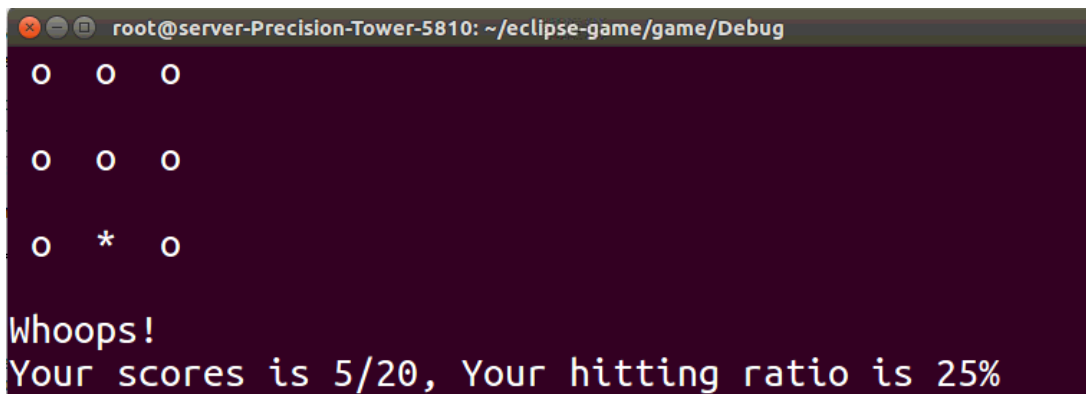 root@server-Precision-Tower-5810: ~/eclipse-game/game/Debug
o o o
o o o
o * o
Whoops!
Your scores is 5/20, Your hitting ratio is 25%